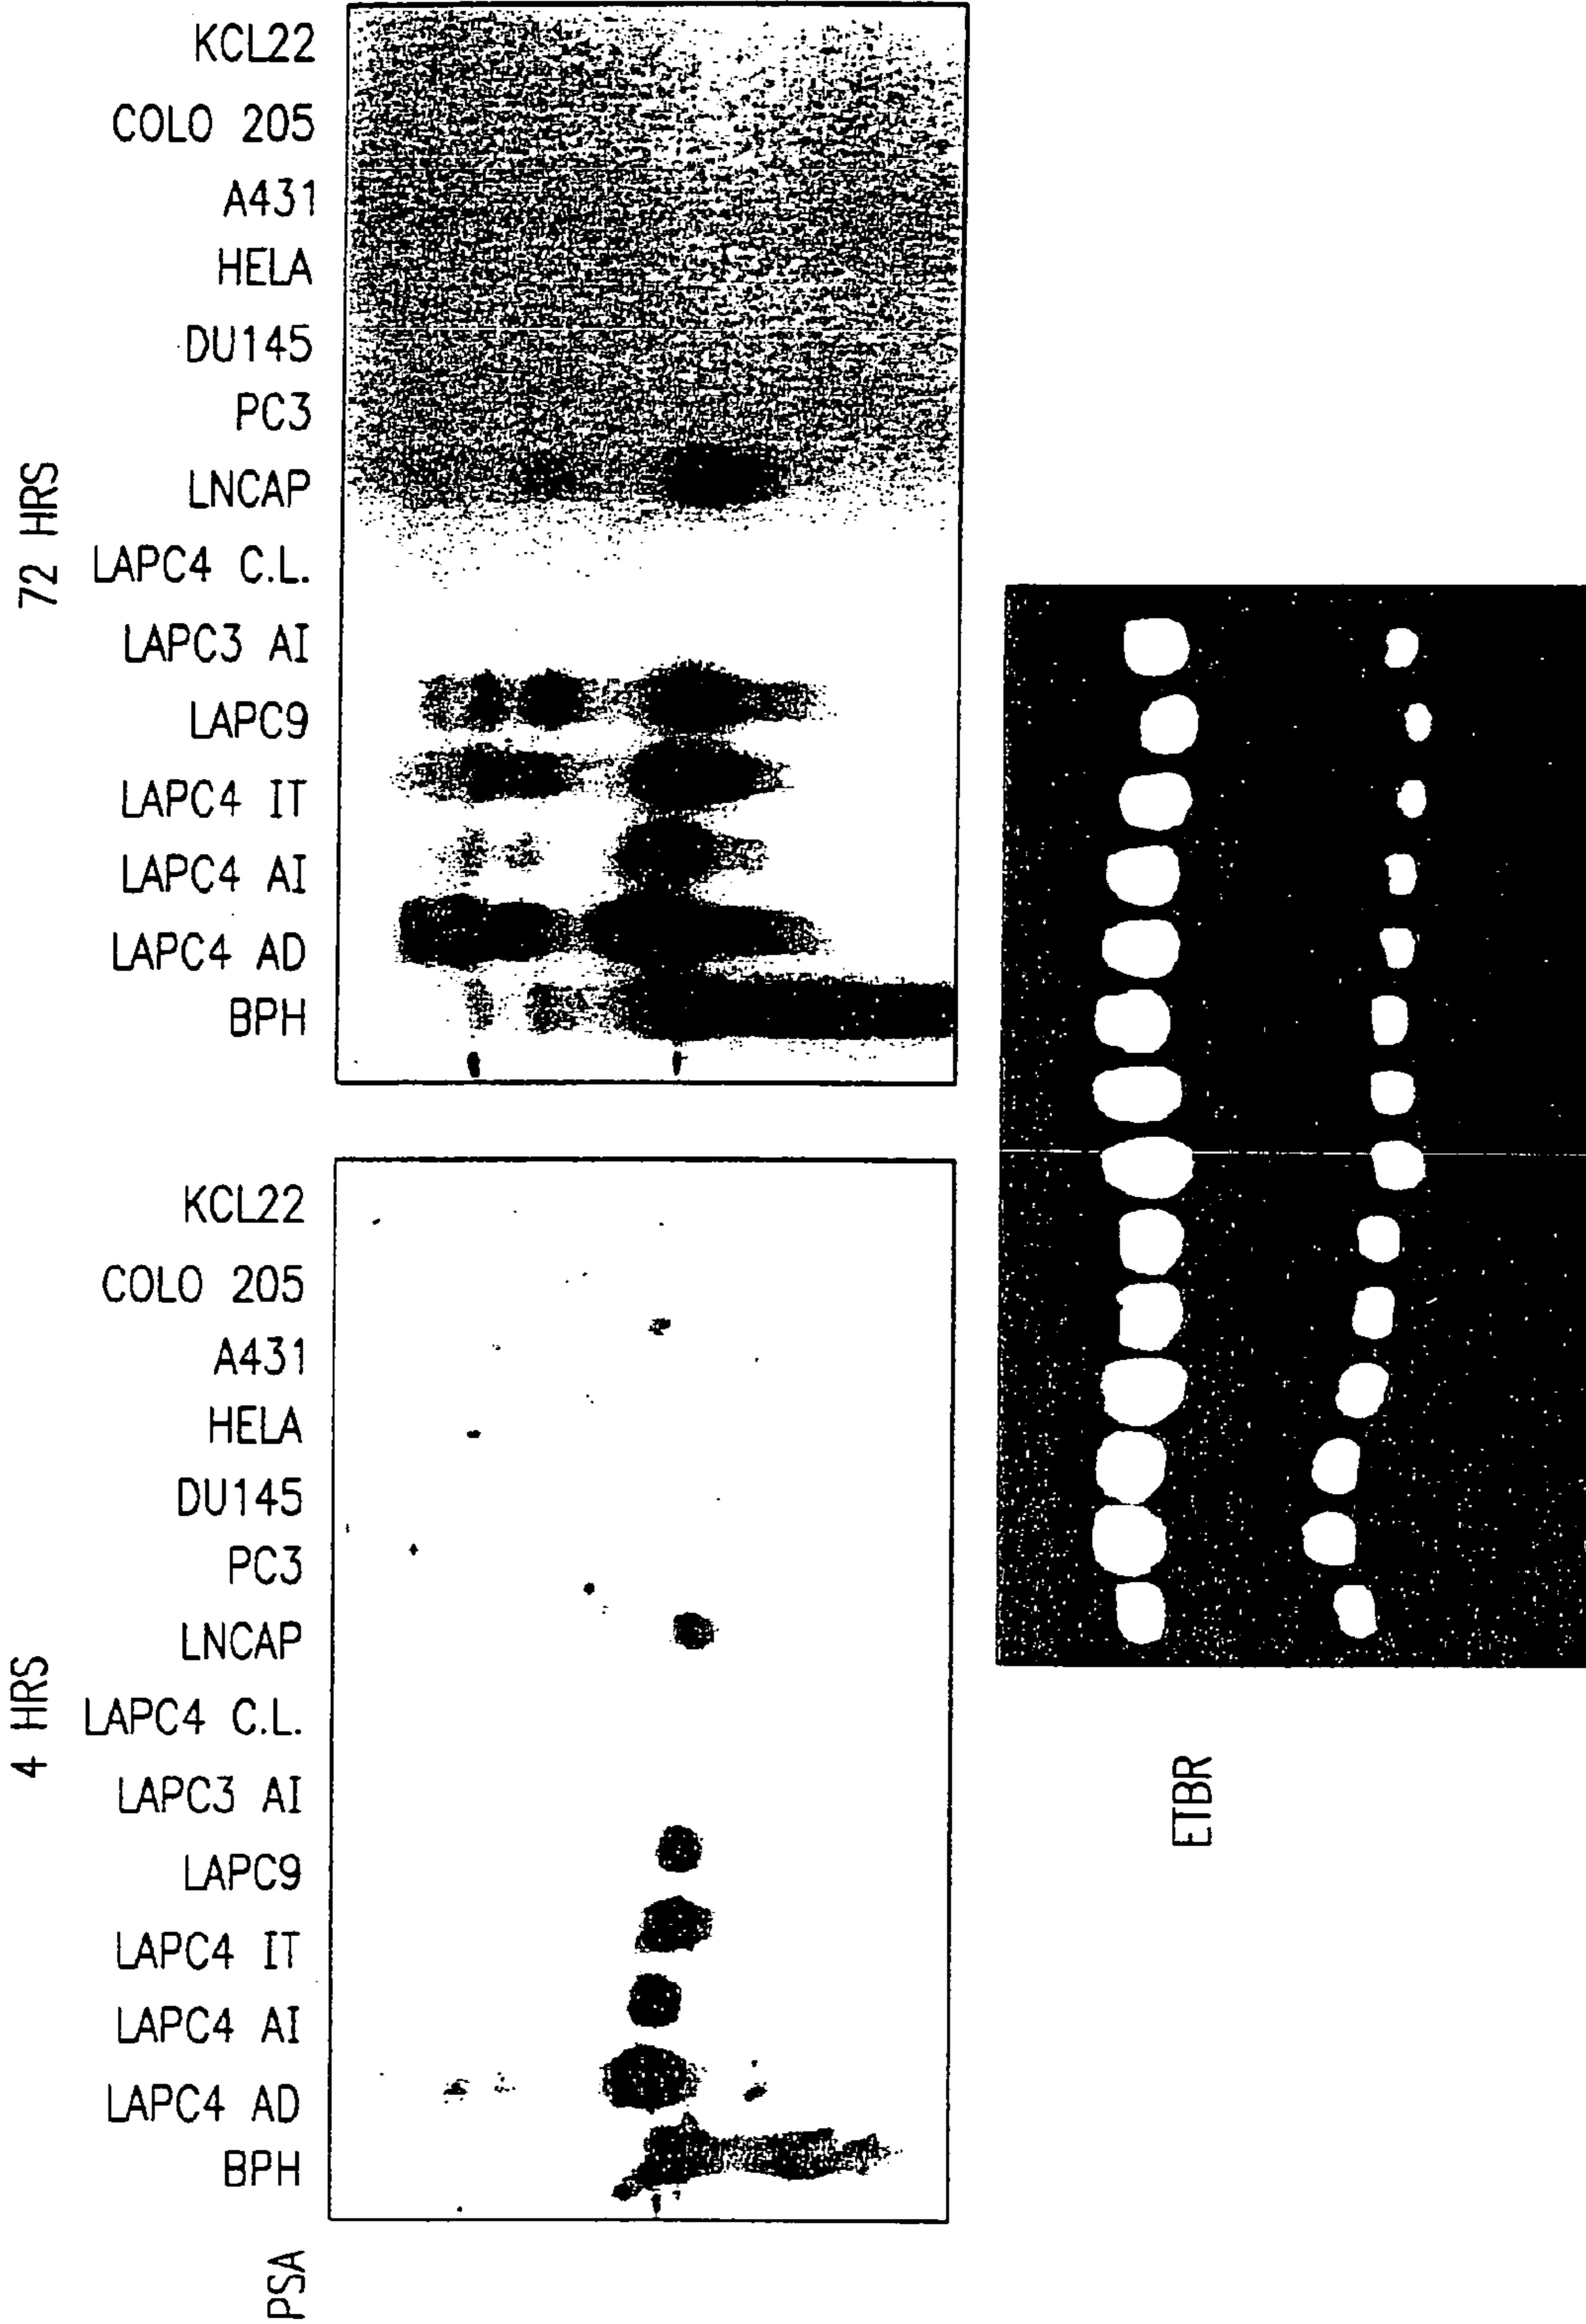 72 HRS
KCL22
COLO 205
A431
HELA
DU145
PC3
LNCAP
LAPC4 C.L.
LAPC3 AI
LAPC9
LAPC4 IT
LAPC4 AI
LAPC4 AD
BPH
4 HRS
KCL22
COLO 205
A431
HELA
DU145
PC3
LNCAP
LAPC4 C.L.
LAPC3 AI
LAPC9
LAPC4 IT
LAPC4 AI
LAPC4 AD
BPH
PSA
ETBR